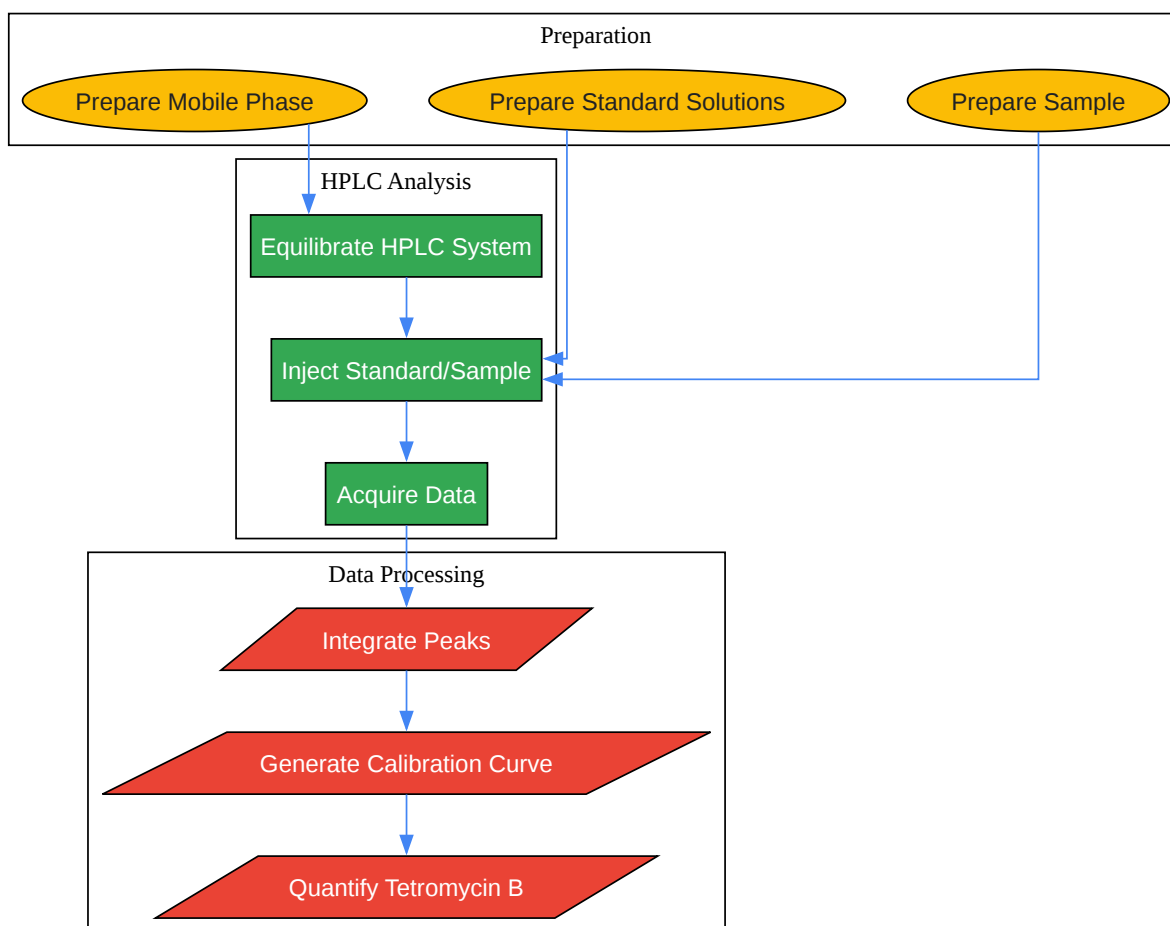 Preparation
Prepare Mobile Phase
Prepare Standard Solutions
Prepare Sample
HPLC Analysis
Equilibrate HPLC System
Inject Standard/Sample
Acquire Data
Data Processing
Integrate Peaks
Generate Calibration Curve
Quantify Tetromycin B